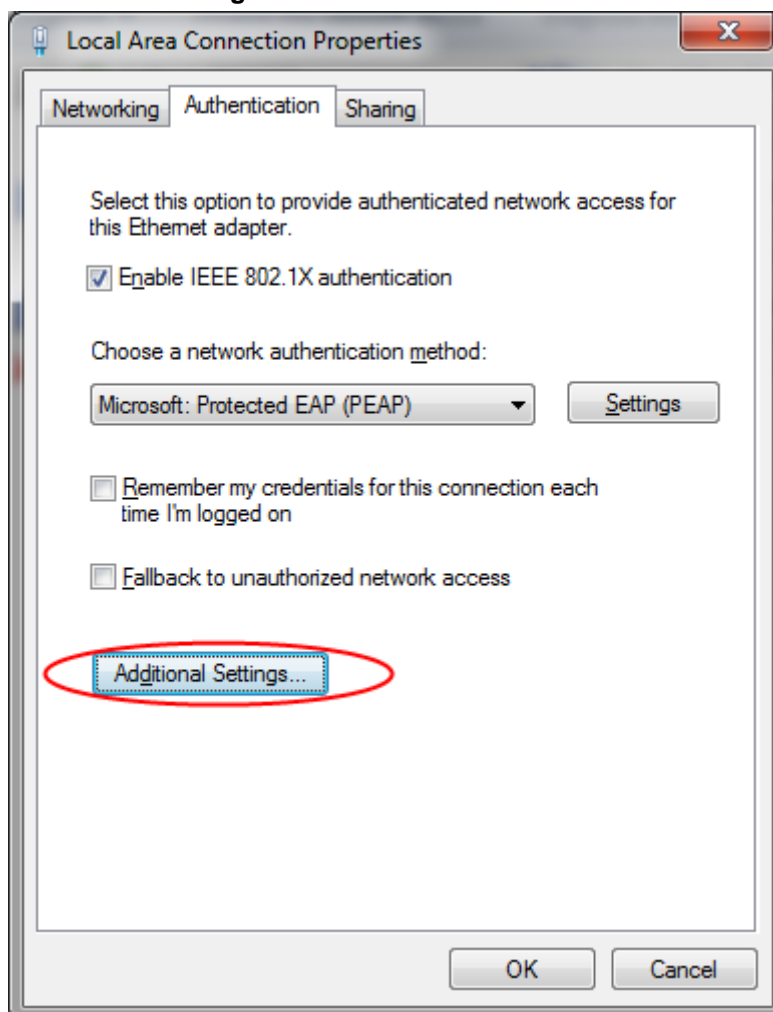 Local Area Connection Properties
Networking Authentication Sharing
Select this option to provide authenticated network access for
this Ethernet adapter.
Enable IEEE 802.1X authentication
Choose a network authentication method:
Microsoft: Protected EAP (PEAP) Settings
Remember my credentials for this connection each
time I'm logged on
Fallback to unauthorized network access
Additional Settings...
OK Cancel